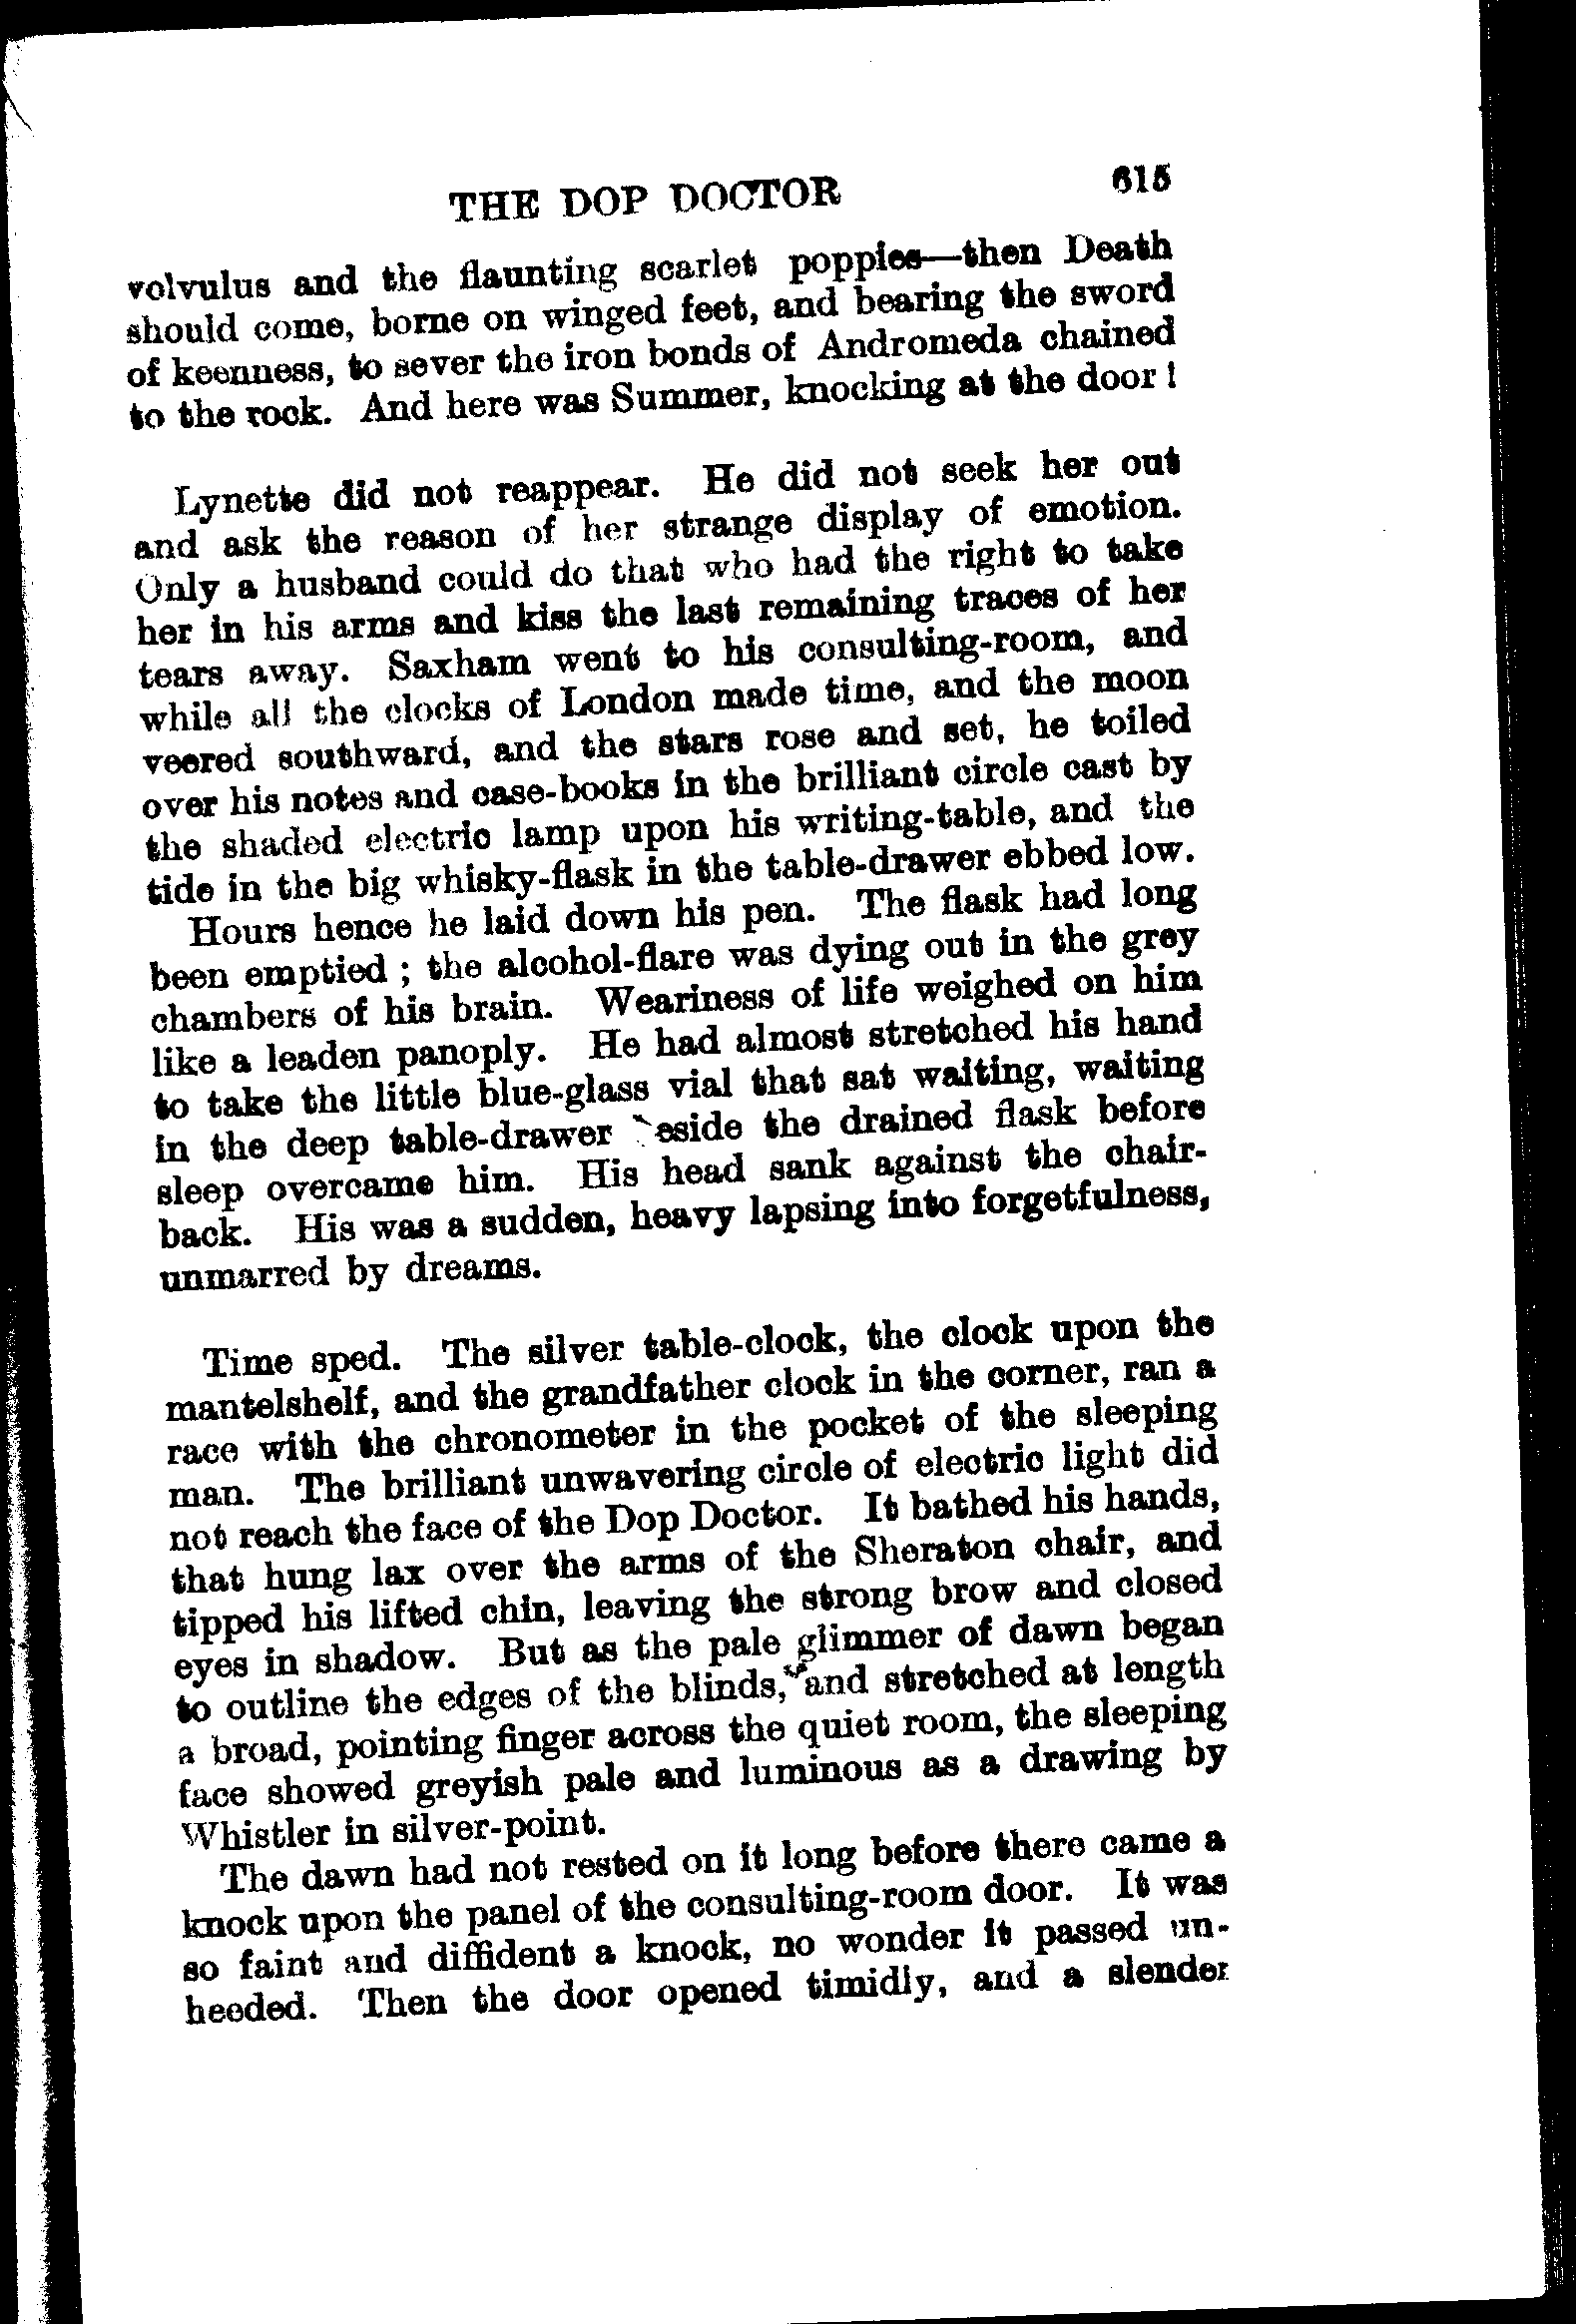 THE DOP DOCTOR 615
volvulus and the flaunting scarlet poppies—then Death
should come, borne on winged feet, and bearing the sword
of keenness, to sever the iron bonds of Andromeda chained
to the rock. And here was Summer, knocking at the door!
Lynette did not reappear. He did not seek her out
and ask the reason of her strange display of emotion.
Only a husband could do that who had the right to take
her in his arms and kiss the last remaining traces of her
tears away. Saxham went to his consulting-room, and
while all the clocks of London made time, and the moon
veered southward, and the stars rose and set, he toiled
over his notes and case-books in the brilliant circle cast by
the shaded electric lamp upon his writing-table, and the
tide in the big whisky-flask in the table-drawer ebbed low.
Hours hence he laid down his pen. The flask had long
been emptied ; the alcohol-flare was dying out in the grey
chambers of his brain. Weariness of life weighed on him
like a leaden panoply. He had almost stretched his hand
to take the little blue-glass vial that sat waiting, waiting
in the deep table-drawer beside the drained flask before
sleep overcame him. His head sank against the chair-
back. His was a sudden, heavy lapsing into forgetfulness,
unmarred by dreams.
Time sped. The silver table-clock, the clock upon the
mantelshelf, and the grandfather clock in the corner, ran a
race with the chronometer in the pocket of the sleeping
man. The brilliant unwavering circle of electric light did
not reach the face of the Dop Doctor. It bathed his hands,
that hung lax over the arms of the Sheraton chair, and
tipped his lifted chin, leaving the strong brow and closed
eyes in shadow. But as the pale glimmer of dawn began
to outline the edges of the blinds, and stretched at length
a broad, pointing finger across the quiet room, the sleeping
face showed greyish pale and luminous as a drawing by
Whistler in silver-point.
The dawn had not rested on it long before there came a
knock upon the panel of the consulting-room door. It was
so faint and diffident a knock, no wonder it passed un-
heeded. Then the door opened timidly, and a slender